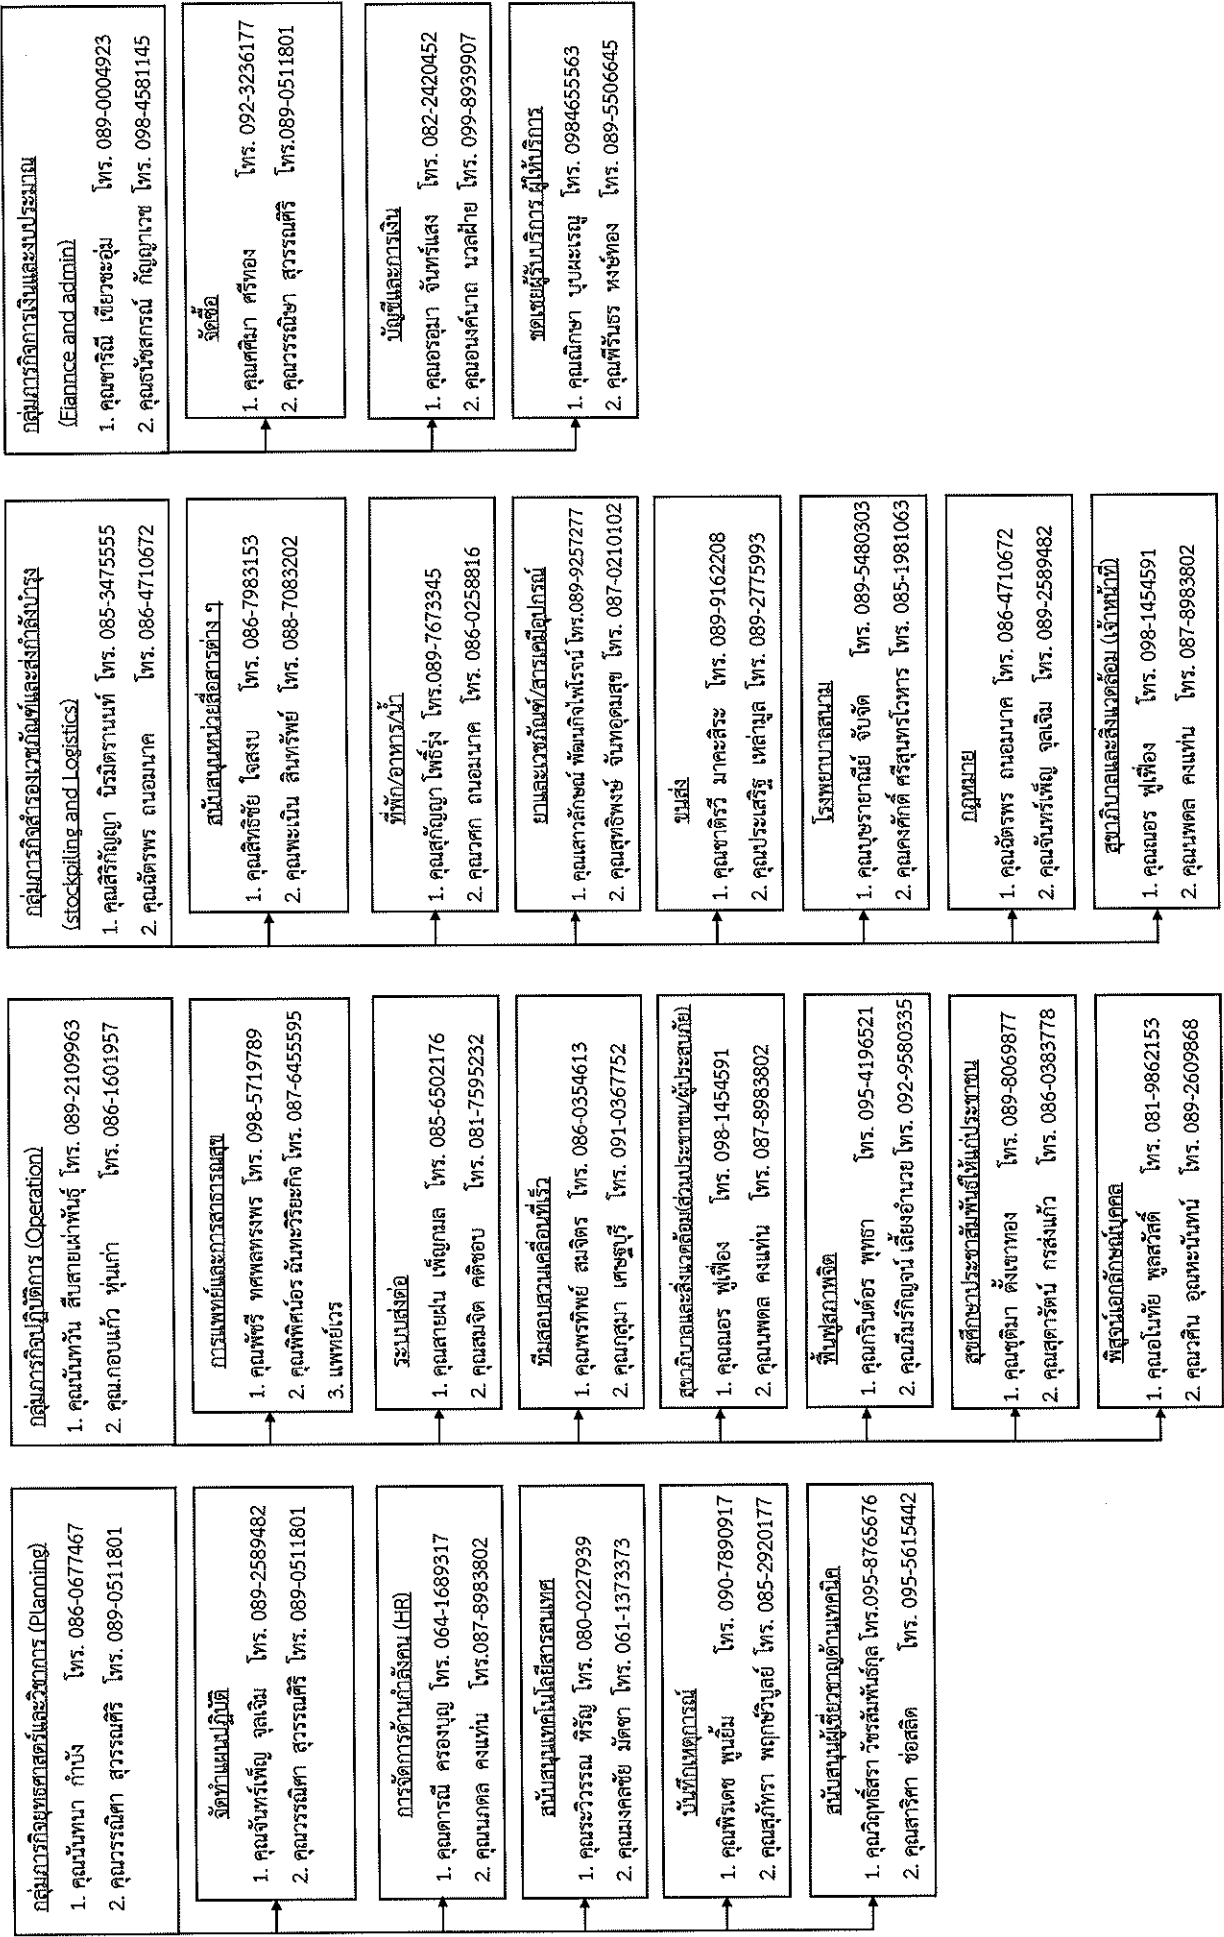 กลุ่มภารกิจยุทธศาสตร์และวิชาการ (Planning)
1. คุณนันทนา กำบัง โทร. 086-0677467
2. คุณวรรณิศา สุวรรณศิริ โทร. 089-0511801
จัดทำแผนปฏิบัติ
1. คุณจันทร์เพ็ญ จุลเจิม โทร. 089-2589482
2. คุณวรรณิศา สุวรรณศิริ โทร. 089-0511801
การจัดการด้านกำลังคน (HR)
1. คุณดารณี ครองบุญ โทร. 064-1689317
2. คุณนภดล คงแท่น โทร.087-8983802
สนับสนุนเทคโนโลยีสารสนเทศ
1. คุณระวิวรรณ หิรัญ โทร. 080-0227939
2. คุณมงคลชัย มัดชา โทร. 061-1373373
บันทึกเหตุการณ์
1. คุณพิรเดช พูนยิ้ม โทร. 090-7890917
2. คุณสุภัทรา พฤกษ์วิบูลย์ โทร. 085-2920177
สนับสนุนผู้เชี่ยวชาญด้านเทคนิค
1. คุณวิฤทธิ์สรา วัชรสัมพันธ์กุล โทร.095-8765676
2. คุณสาริศา ช่อสลิด โทร. 095-5615442
กลุ่มภารกิจปฏิบัติการ (Operation)
1. คุณนันทวัน สืบสายเผ่าพันธุ์ โทร. 089-2109963
2. คุณ.กอบแก้ว หุ่นเก่า โทร. 086-1601957
การแพทย์และการสาธารณสุข
1. คุณพัชรี ทศพลทรงพร โทร. 098-5719789
2. คุณพิทศน์อร ฉันทะวิริยะกิจ โทร. 087-6455595
3. แพทย์เวร
ระบบส่งต่อ
1. คุณสายฝน เพ็ญกมล โทร. 085-6502176
2. คุณสมจิต คติชอบ โทร. 081-7595232
ทีมสอบสวนเคลื่อนที่เร็ว
1. คุณพรทิพย์ สมจิตร โทร. 086-0354613
2. คุณกุสุมา เศษฐบุรี โทร. 091-0367752
สุขาภิบาลและสิ่งแวดล้อม(ส่วนประชาชน/ผู้ประสบภัย)
1. คุณณอร ฟูเฟื่อง โทร. 098-1454591
2. คุณนพดล คงแท่น โทร. 087-8983802
ฟื้นฟูสภาพจิต
1. คุณกรินด์อร พุทธา โทร. 095-4196521
2. คุณภีมร์กิญจน์ เลี้ยงอำนวย โทร. 092-9580335
สุขศึกษาประชาสัมพันธ์ให้แก่ประชาชน
1. คุณชุติมา ตั้งเขาทอง โทร. 089-8069877
2. คุณสุดารัตน์ กรส่งแก้ว โทร. 086-0383778
พิสูจน์เอกลักษณ์บุคคล
1. คุณอโนทัย พูลสวัสดิ์ โทร. 081-9862153
2. คุณวศิน อุณหะนันทน์ โทร. 089-2609868
กลุ่มภารกิจสำรองเวชภัณฑ์และส่งกำลังบำรุง
(stockpiling and Logistics)
1. คุณสิริกัญญา นิรมิตรานนท์ โทร. 085-3475555
2. คุณฉัตรพร ถนอมนาค โทร. 086-4710672
สนับสนุนหน่วยสื่อสารต่าง ๆ
1. คุณสิทธิชัย ใจสงบ โทร. 086-7983153
2. คุณพะเนิน สินทรัพย์ โทร. 088-7083202
ที่พัก/อาหาร/น้ำ
1. คุณสุกัญญา โพธิ์รุ่ง โทร.089-7673345
2. คุณวศก ถนอมนาค โทร. 086-0258816
ยาและเวชภัณฑ์/สารเคมีอุปกรณ์
1. คุณเสาวลักษณ์ พัฒนกิจไพโรจน์ โทร.089-9257277
2. คุณสุทธิพงษ์ จันทอุดมสุข โทร. 087-0210102
ขนส่ง
1. คุณชาติรวี มาคะสิระ โทร. 089-9162208
2. คุณประเสริฐ เหล่ามูล โทร. 089-2775993
โรงพยาบาลสนาม
1. คุณบุษรายาณีย์ จับจัด โทร. 089-5480303
2. คุณคงศักดิ์ ศรีสุนทรโวหาร โทร. 085-1981063
กฎหมาย
1. คุณฉัตรพร ถนอมนาค โทร. 086-4710672
2. คุณจันทร์เพ็ญ จุลเจิม โทร. 089-2589482
สุขาภิบาลและสิ่งแวดล้อม (เจ้าหน้าที่)
1. คุณณอร ฟูเฟื่อง โทร. 098-1454591
2. คุณนพดล คงแท่น โทร. 087-8983802
กลุ่มภารกิจการเงินและงบประมาณ
(Fiannce and admin)
1. คุณชาริณี เขียวชะอุ่ม โทร. 089-0004923
2. คุณธนัชสกรณ์ กัญญาเวช โทร. 098-4581145
จัดซื้อ
1. คุณศศิมา ศรีทอง โทร. 092-3236177
2. คุณวรรณิษา สุวรรณศิริ โทร.089-0511801
บัญชีและการเงิน
1. คุณอรอุมา จันทร์แสง โทร. 082-2420452
2. คุณอนงค์นาถ นวลฝ้าย โทร. 099-8939907
ชดเชยผู้รับบริการ ผู้ให้บริการ
1. คุณณิกษา บุบผะเรณู โทร. 0984655563
2. คุณพีรันธร หงษ์ทอง โทร. 089-5506645